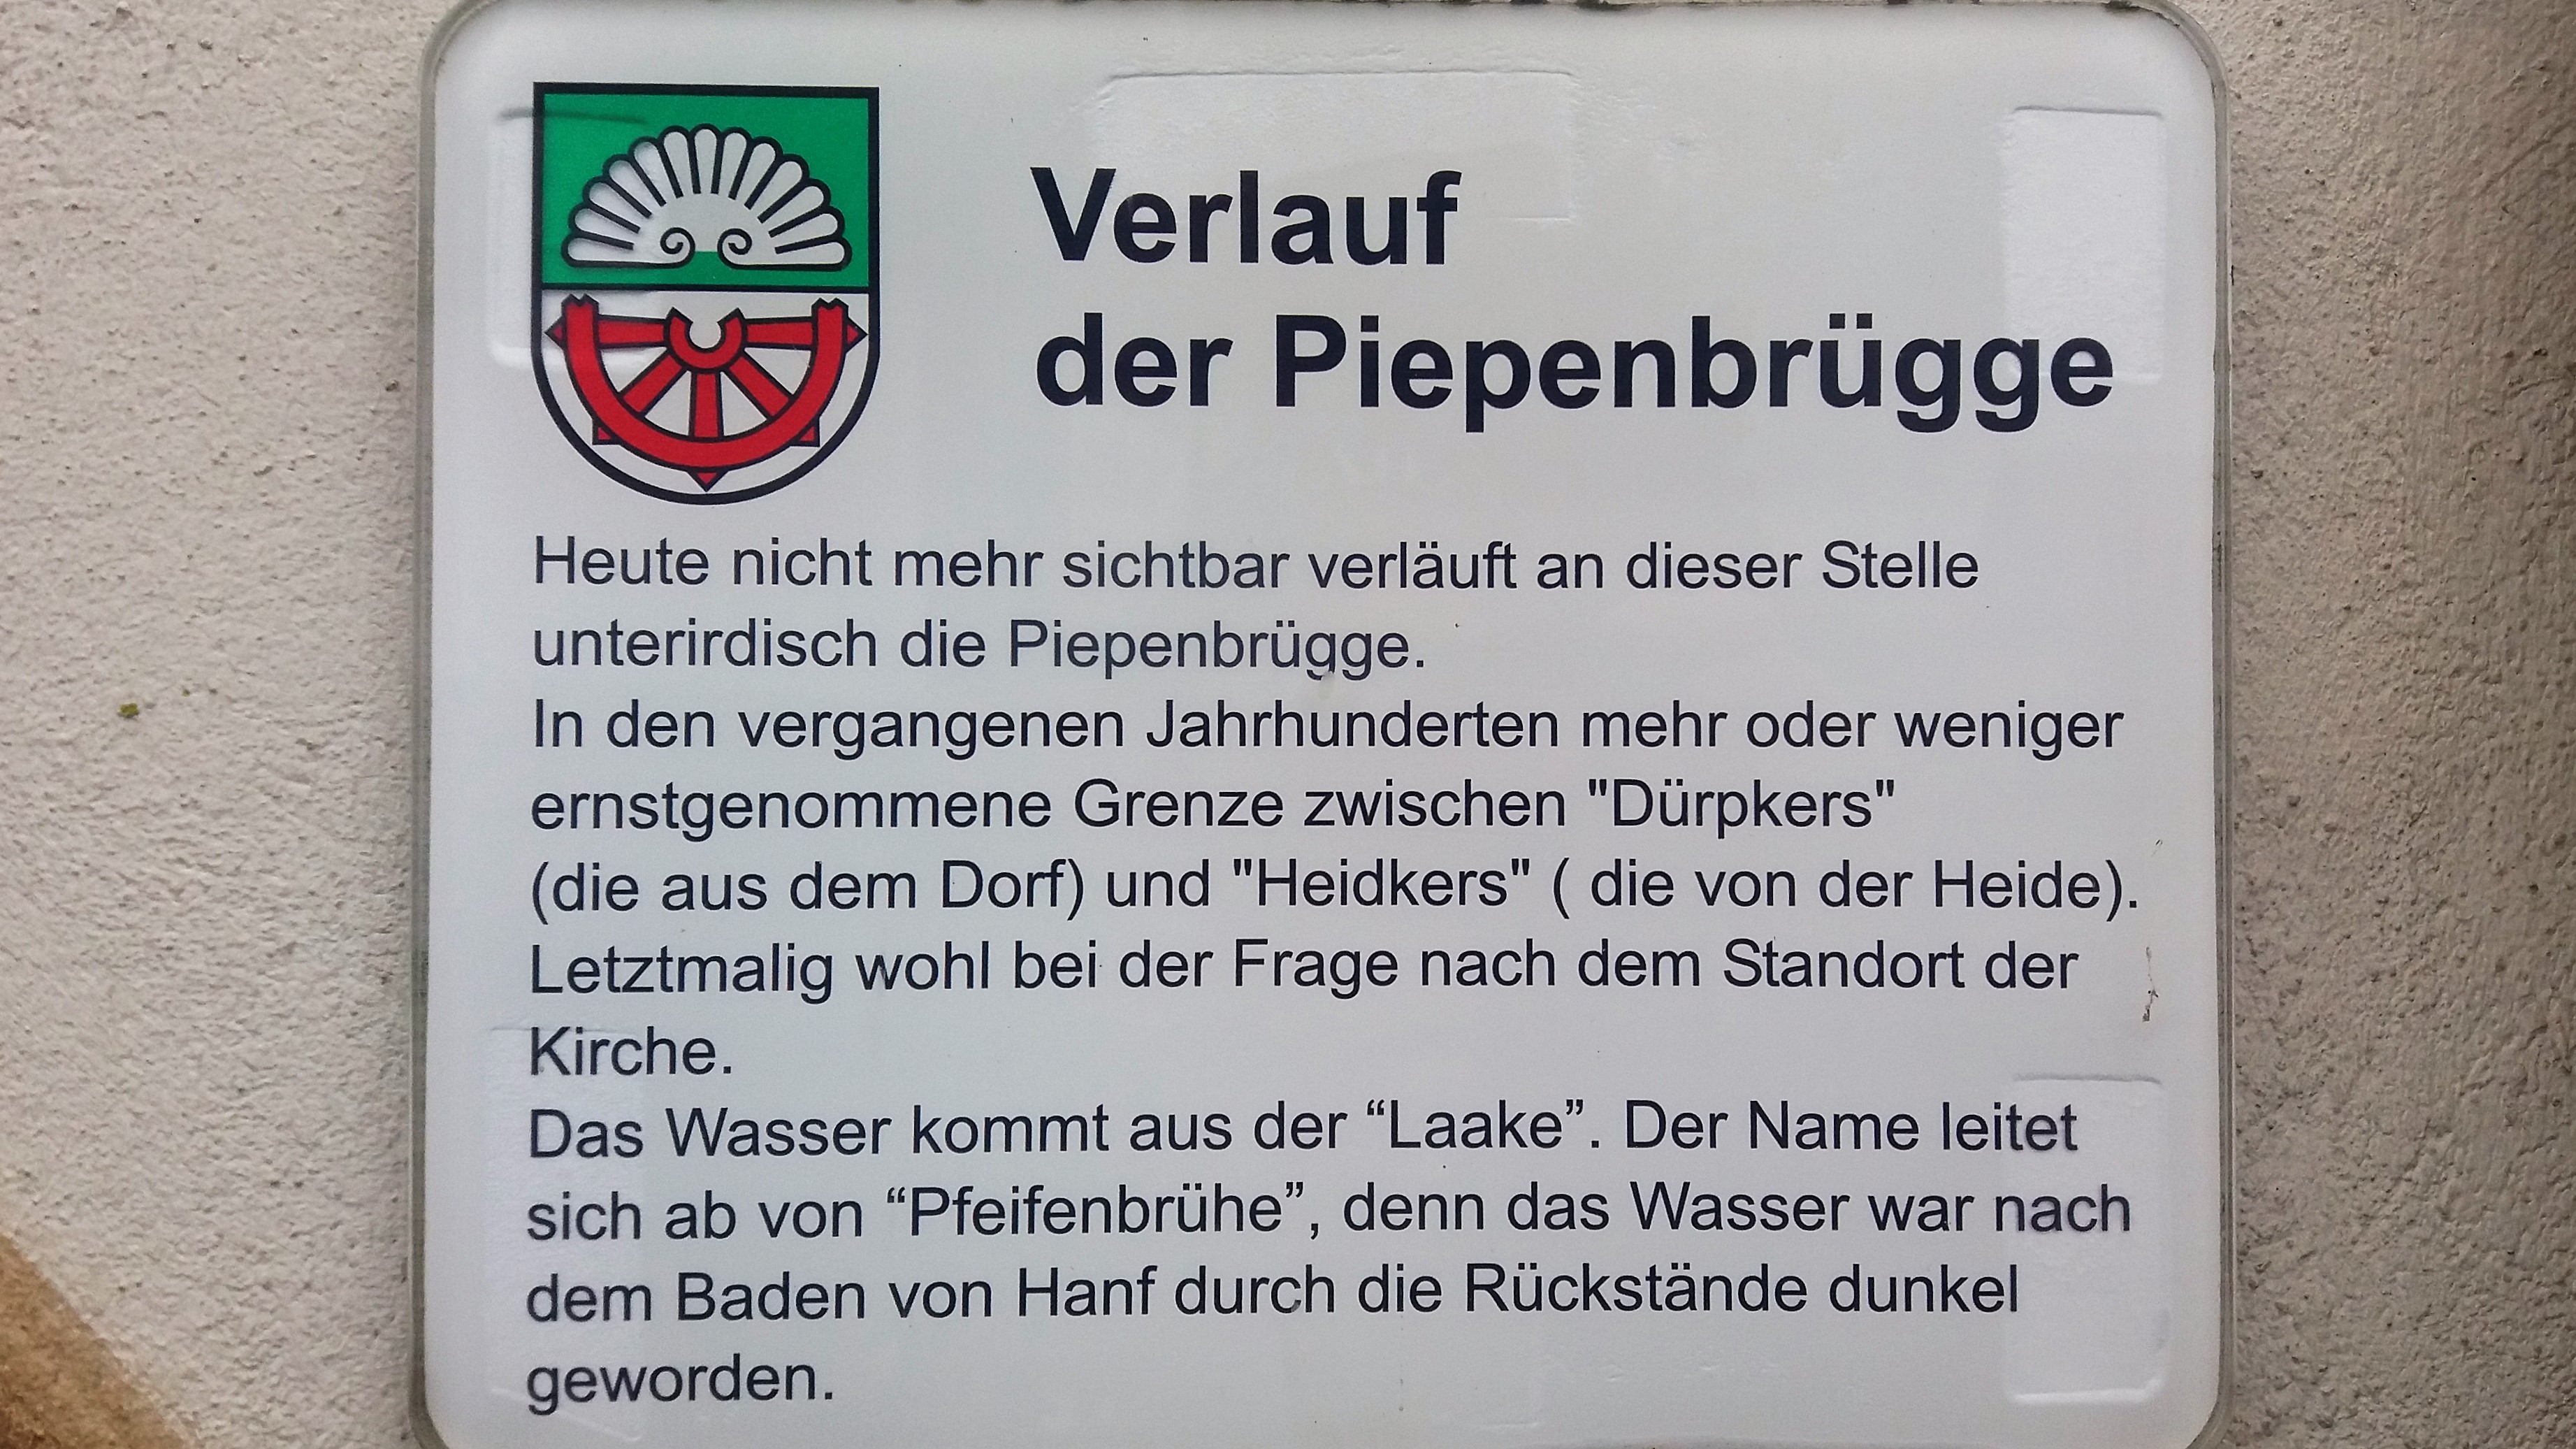 Verlauf
der Piepenbrügge
Heute nicht mehr sichtbar verläuft an dieser Stelle
unterirdisch die Piepenbrügge.
In den vergangenen Jahrhunderten mehr oder weniger
ernstgenommene Grenze zwischen "Dürpkers"
(die aus dem Dorf) und "Heidkers" ( die von der Heide).
Letztmalig wohl bei der Frage nach dem Standort der
Kirche.
Das Wasser kommt aus der “Laake”. Der Name leitet
sich ab von “Pfeifenbrühe”, denn das Wasser war nach
dem Baden von Hanf durch die Rückstände dunkel
geworden.